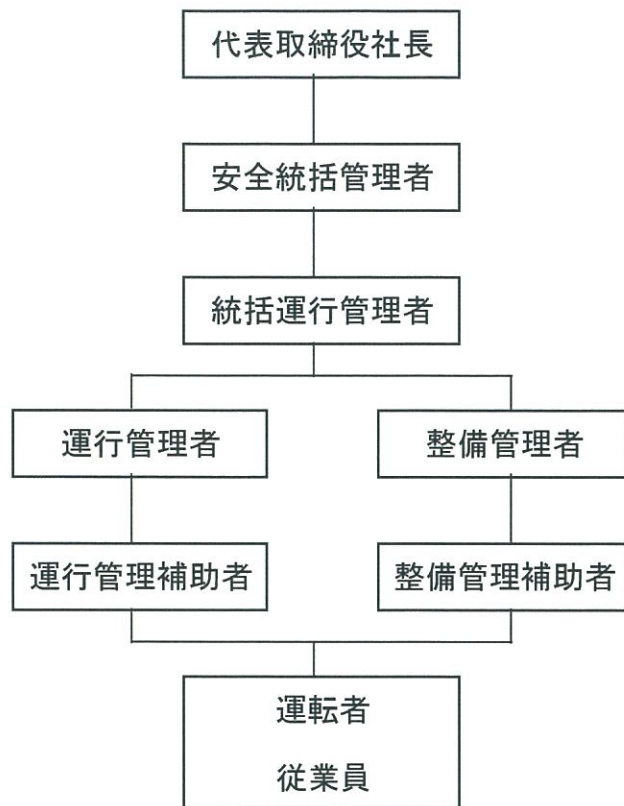 代表取締役社長
安全統括管理者
統括運行管理者
運行管理者
整備管理者
運行管理補助者
整備管理補助者
運転者
従業員